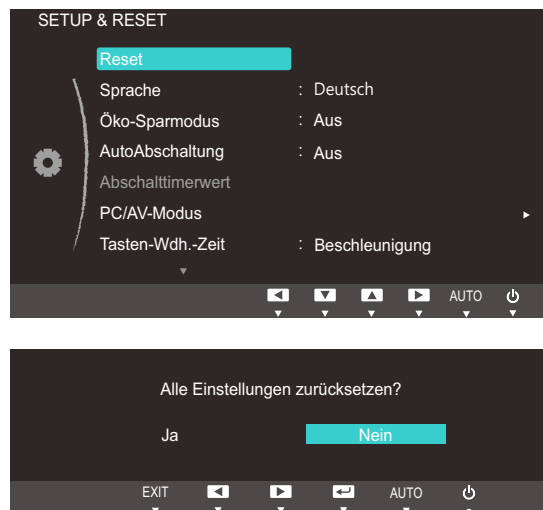 SETUP & RESET
Reset
Sprache : Deutsch
Öko-Sparmodus : Aus
AutoAbschaltung : Aus
Abschalttimerwert
PC/AV-Modus
Tasten-Wdh.-Zeit : Beschleunigung
AUTO
Alle Einstellungen zurücksetzen?
Ja Nein
EXIT AUTO